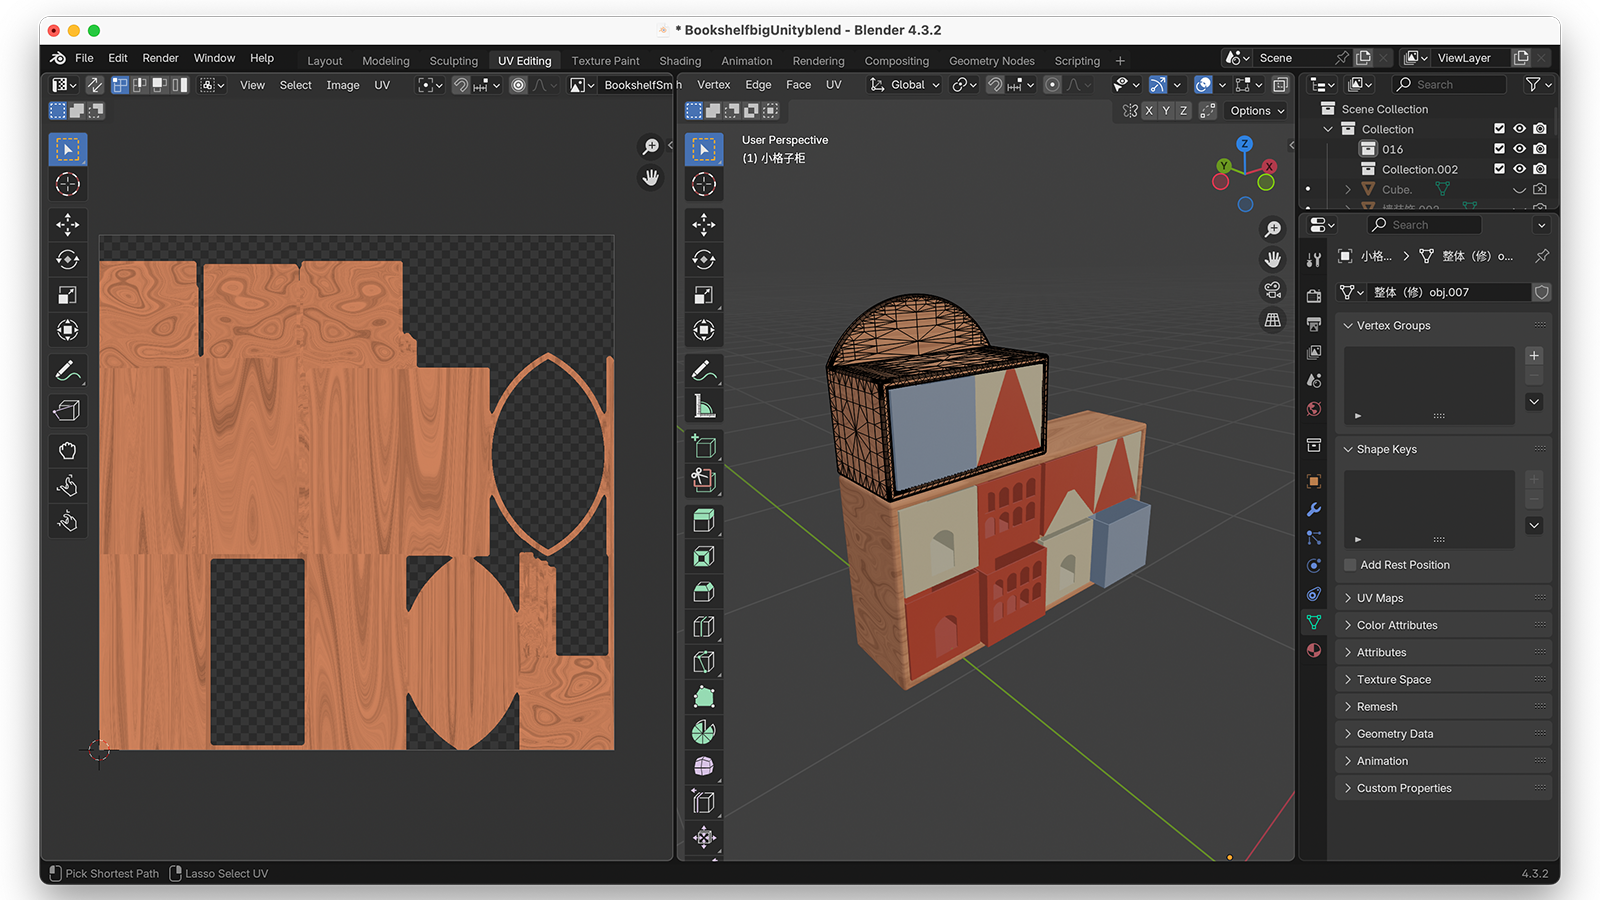 * BookshelfbigUnityblend - Blender 4.3.2
File Edit Render Window Help
Layout Modeling Sculpting UV Editing Texture Paint Shading Animation Rendering Compositing Geometry Nodes Scripting +
Scene
ViewLayer
View Select Image UV
BookshelfSm
h Vertex Edge Face UV
Global
Search
X Y Z
Options
User Perspective
(1) 小格子柜
Z
Y
X
Scene Collection
Collection
016
Collection.002
Cube.
Search
小格... > 整体（修）o...
整体（修）obj.007
Vertex Groups
Shape Keys
Add Rest Position
UV Maps
Color Attributes
Attributes
Texture Space
Remesh
Geometry Data
Animation
Custom Properties
Pick Shortest Path Lasso Select UV
4.3.2